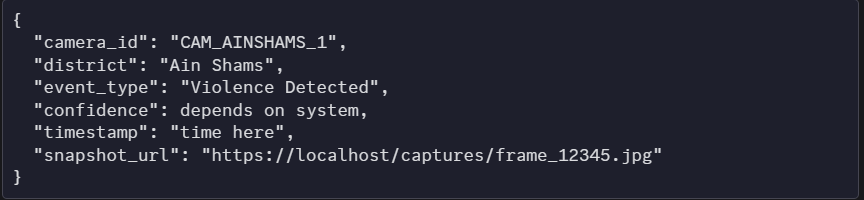 {
"camera_id": "CAM_AINSHAMS_1",
"district": "Ain Shams",
"event_type": "Violence Detected",
"confidence": depends on system,
"timestamp": "time here",
"snapshot_url": "https://localhost/captures/frame_12345.jpg"
}